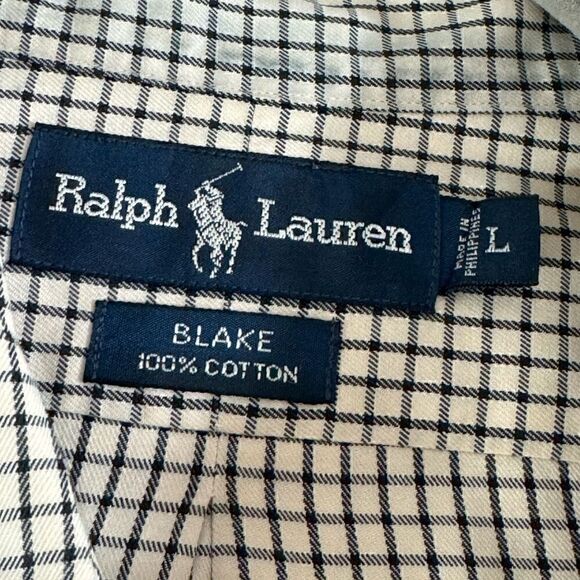 Ralph Lauren
MADE IN
PHILIPPINES
L
BLAKE
100% COTTON